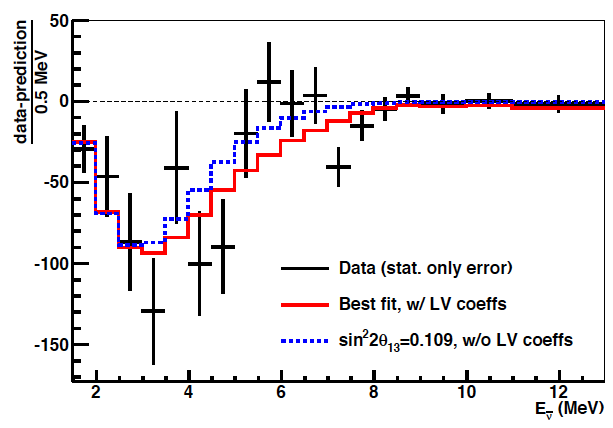 data-prediction
0.5 MeV
50
0
-50
-100
-150
Data (stat. only error)
Best fit, w/ LV coeffs
sin²2θ₁₃=0.109, w/o LV coeffs
2 4 6 8 10 12
E_ν̄ (MeV)